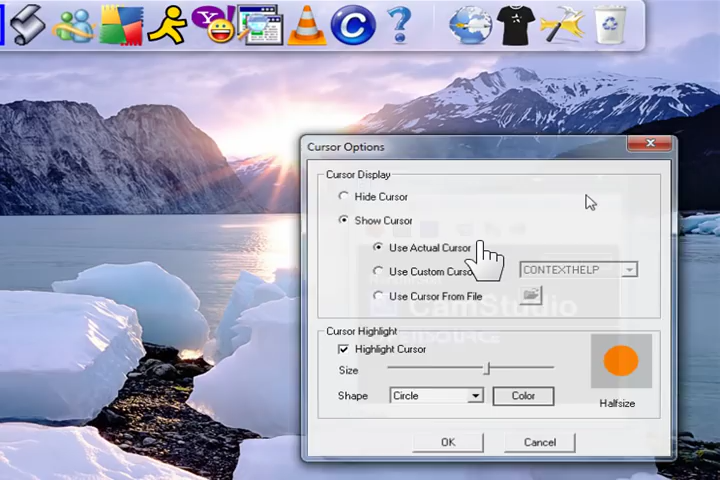 Cursor Options
Cursor Display
Hide Cursor
Show Cursor
Use Actual Cursor
Use Custom Curso
CONTEXTHELP
Use Cursor From File
CamStudio
Cursor Highlight
Highlight Cursor
Size
Shape
Circle
Color
Halfsize
OK
Cancel